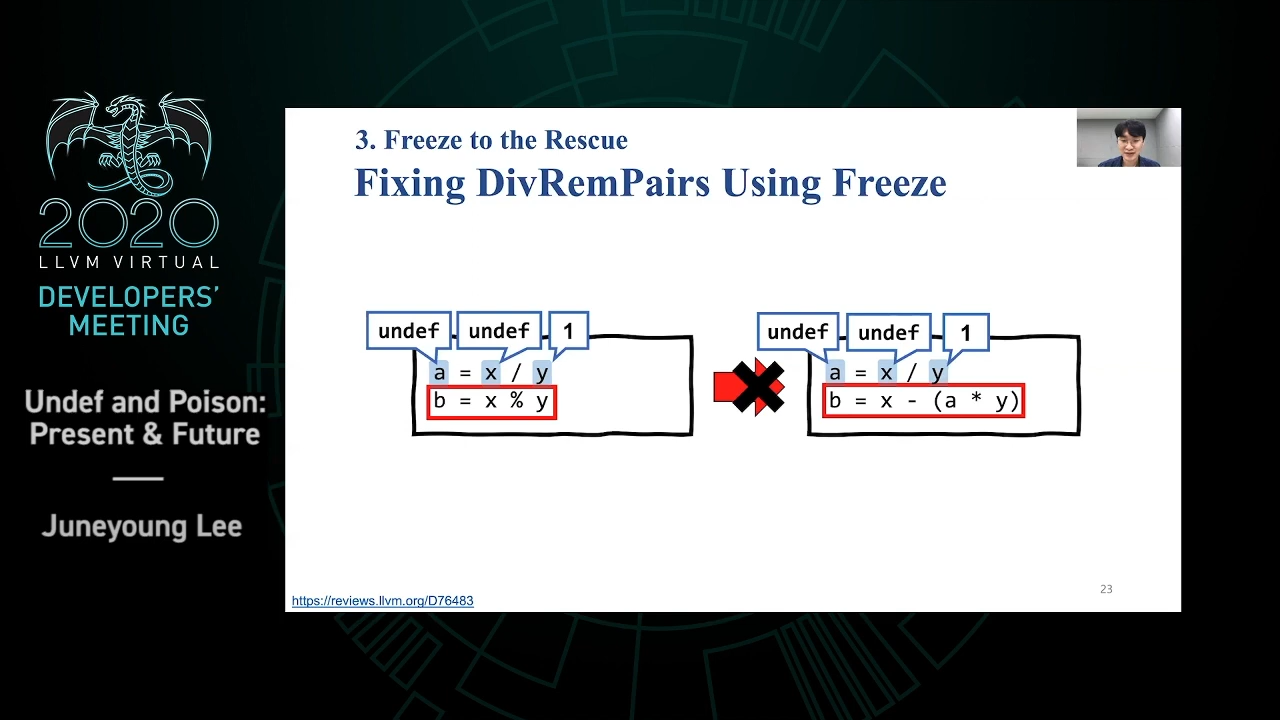 2020
LLVM VIRTUAL
DEVELOPERS’
MEETING
Undef and Poison:
Present & Future
Juneyoung Lee
3. Freeze to the Rescue
Fixing DivRemPairs Using Freeze
undef undef 1
a = x / y
b = x % y
undef undef 1
a = x / y
b = x - (a * y)
https://reviews.llvm.org/D76483
23